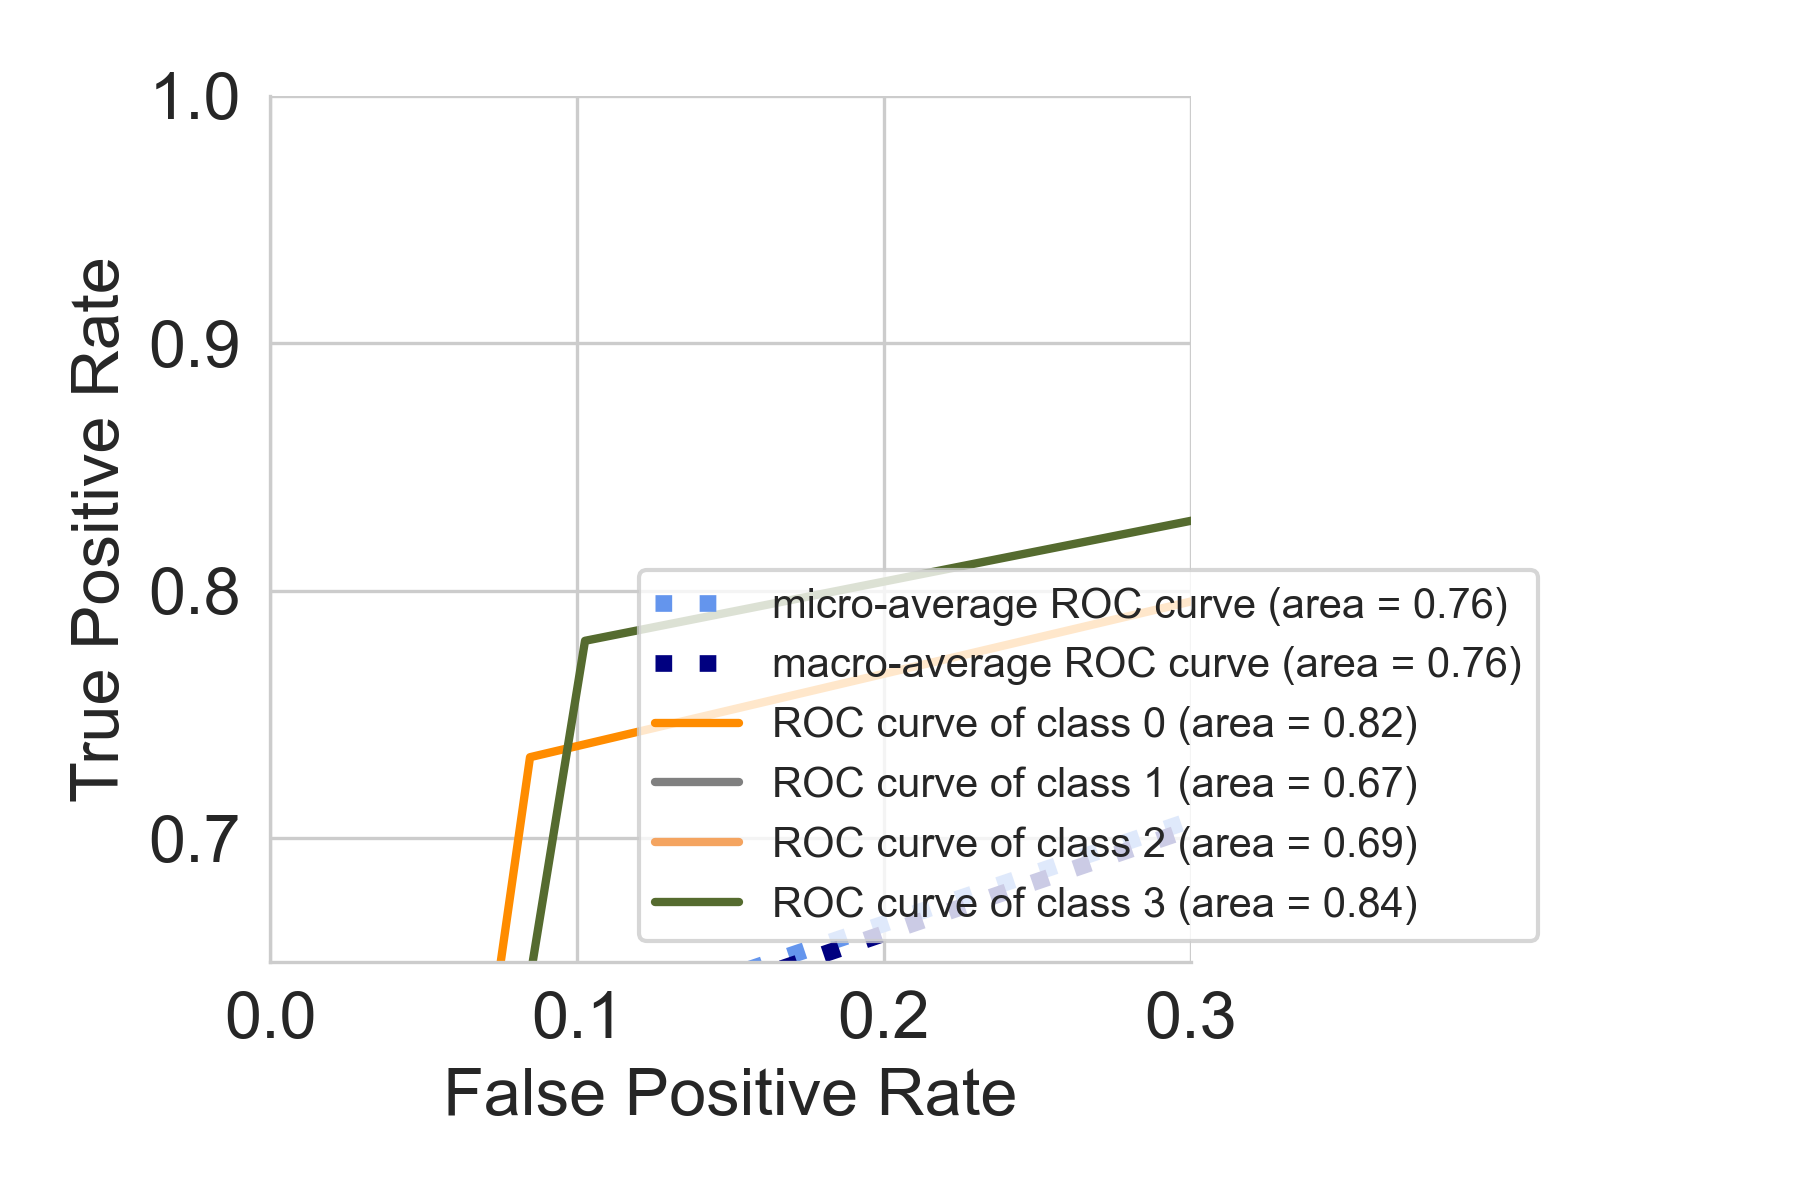 True Positive Rate
1.0
0.9
0.8
0.7
micro-average ROC curve (area = 0.76)
macro-average ROC curve (area = 0.76)
ROC curve of class 0 (area = 0.82)
ROC curve of class 1 (area = 0.67)
ROC curve of class 2 (area = 0.69)
ROC curve of class 3 (area = 0.84)
0.0 0.1 0.2 0.3
False Positive Rate